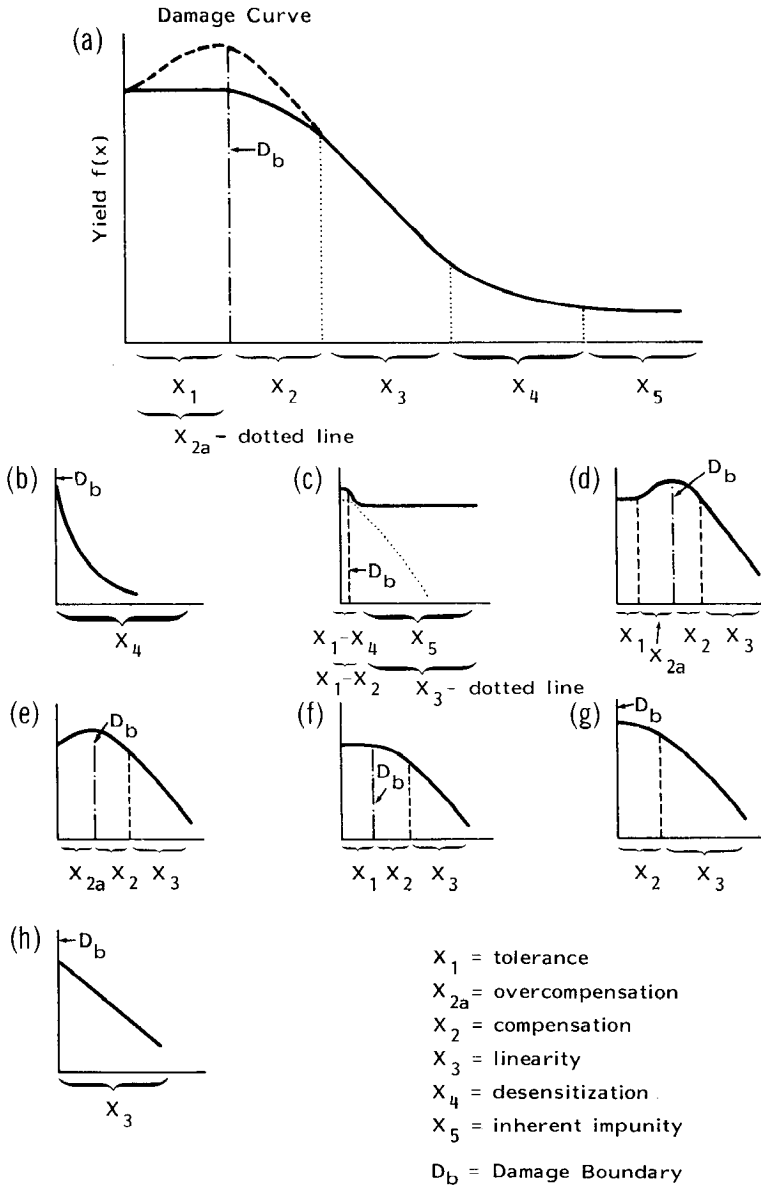 Damage Curve
(a)
Yield f(x)
D_b
X_1 X_2 X_3 X_4 X_5
X_2a - dotted line
(b) D_b
X_4
(c)
D_b
X_1-X_4 X_5
X_1-X_2 X_3- dotted line
(d) D_b
X_1 X_2a X_2 X_3
(e) D_b
X_2a X_2 X_3
(f)
D_b
X_1 X_2 X_3
(g) D_b
X_2 X_3
(h) D_b
X_3
X_1 = tolerance
X_2a = overcompensation
X_2 = compensation
X_3 = linearity
X_4 = desensitization
X_5 = inherent impunity
D_b = Damage Boundary